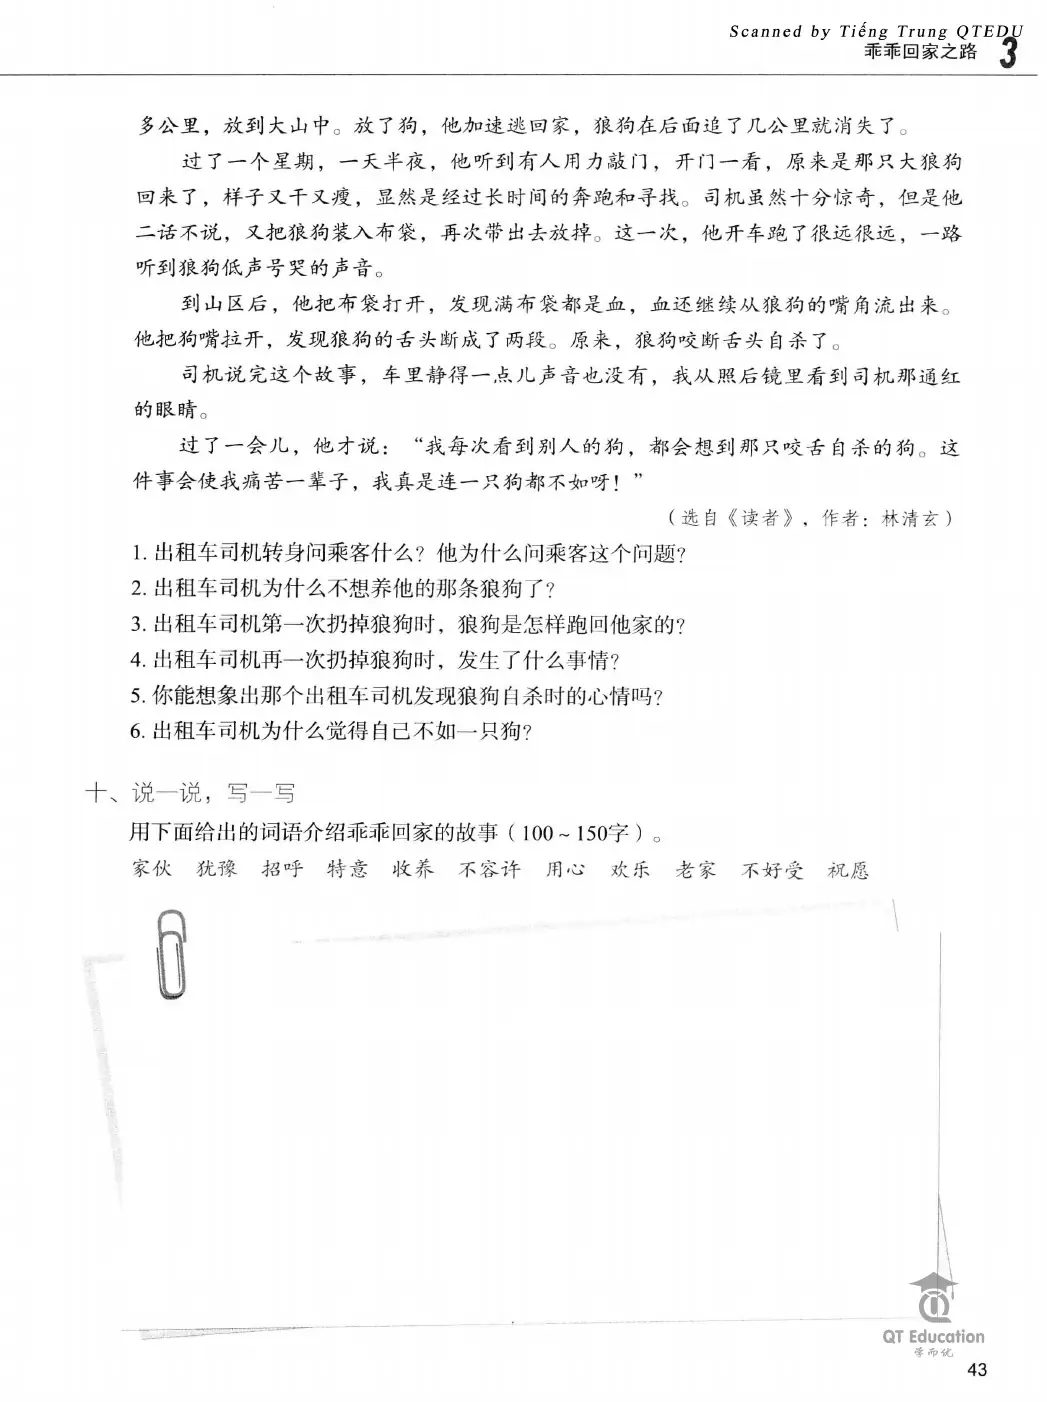 Scanned by Tiếng Trung QTEDU
乖乖回家之路 3
多公里，放到大山中。放了狗，他加速逃回家，狼狗在后面追了几公里就消失了。
过了一个星期，一天半夜，他听到有人用力敲门，开门一看，原来是那只大狼狗
回来了，样子又干又瘦，显然是经过长时间的奔跑和寻找。司机虽然十分惊奇，但是他
二话不说，又把狼狗装入布袋，再次带出去放掉。这一次，他开车跑了很远很远，一路
听到狼狗低声号哭的声音。
到山区后，他把布袋打开，发现满布袋都是血，血还继续从狼狗的嘴角流出来。
他把狗嘴拉开，发现狼狗的舌头断成了两段。原来，狼狗咬断舌头自杀了。
司机说完这个故事，车里静得一点儿声音也没有，我从照后镜里看到司机那通红
的眼睛。
过了一会儿，他才说：“我每次看到别人的狗，都会想到那只咬舌自杀的狗。这
件事会使我痛苦一辈子，我真是连一只狗都不如呀！”
（选自《读者》，作者：林清玄）
1. 出租车司机转身问乘客什么？他为什么问乘客这个问题？
2. 出租车司机为什么不想养他的那条狼狗了？
3. 出租车司机第一次扔掉狼狗时，狼狗是怎样跑回他家的？
4. 出租车司机再一次扔掉狼狗时，发生了什么事情？
5. 你能想象出那个出租车司机发现狼狗自杀时的心情吗？
6. 出租车司机为什么觉得自己不如一只狗？
十、说一说，写一写
用下面给出的词语介绍乖乖回家的故事（100～150字）。
家伙 犹豫 招呼 特意 收养 不容许 用心 欢乐 老家 不好受 祝愿
QT Education
学而优
43